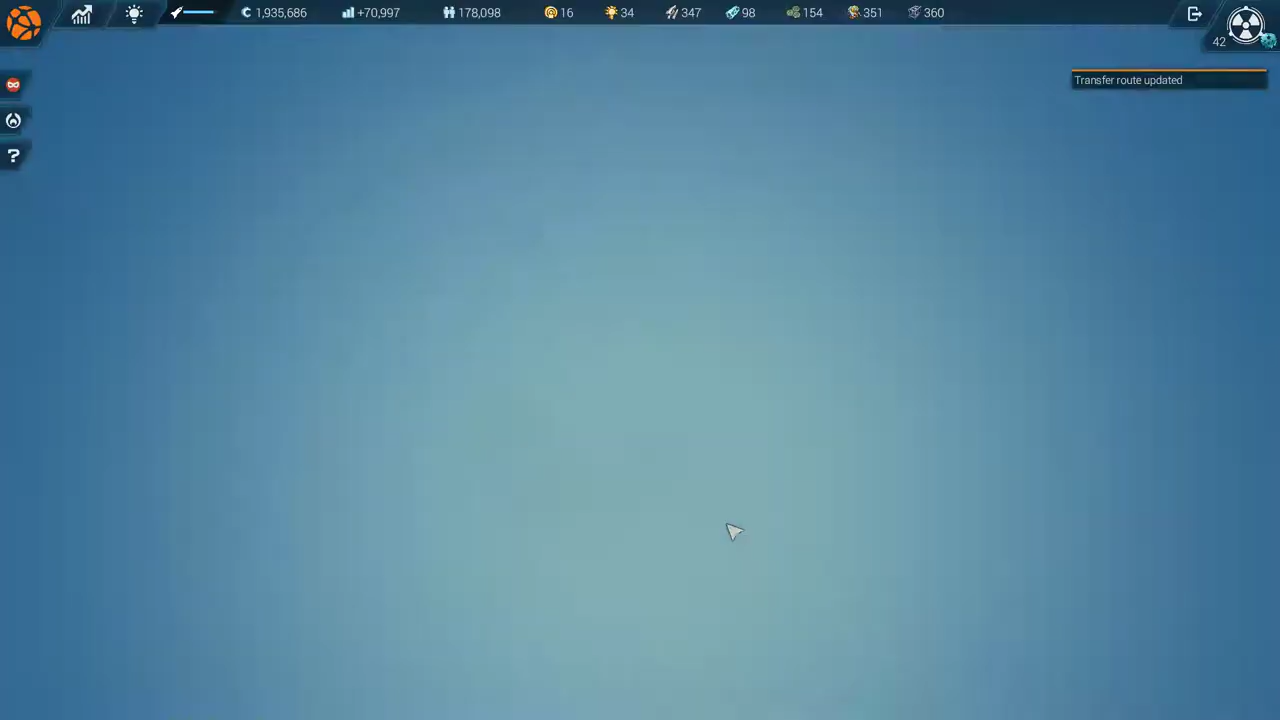 1,935,686 +70,997 178,098 16 34 347 98 154 351 360
42
Transfer route updated
?